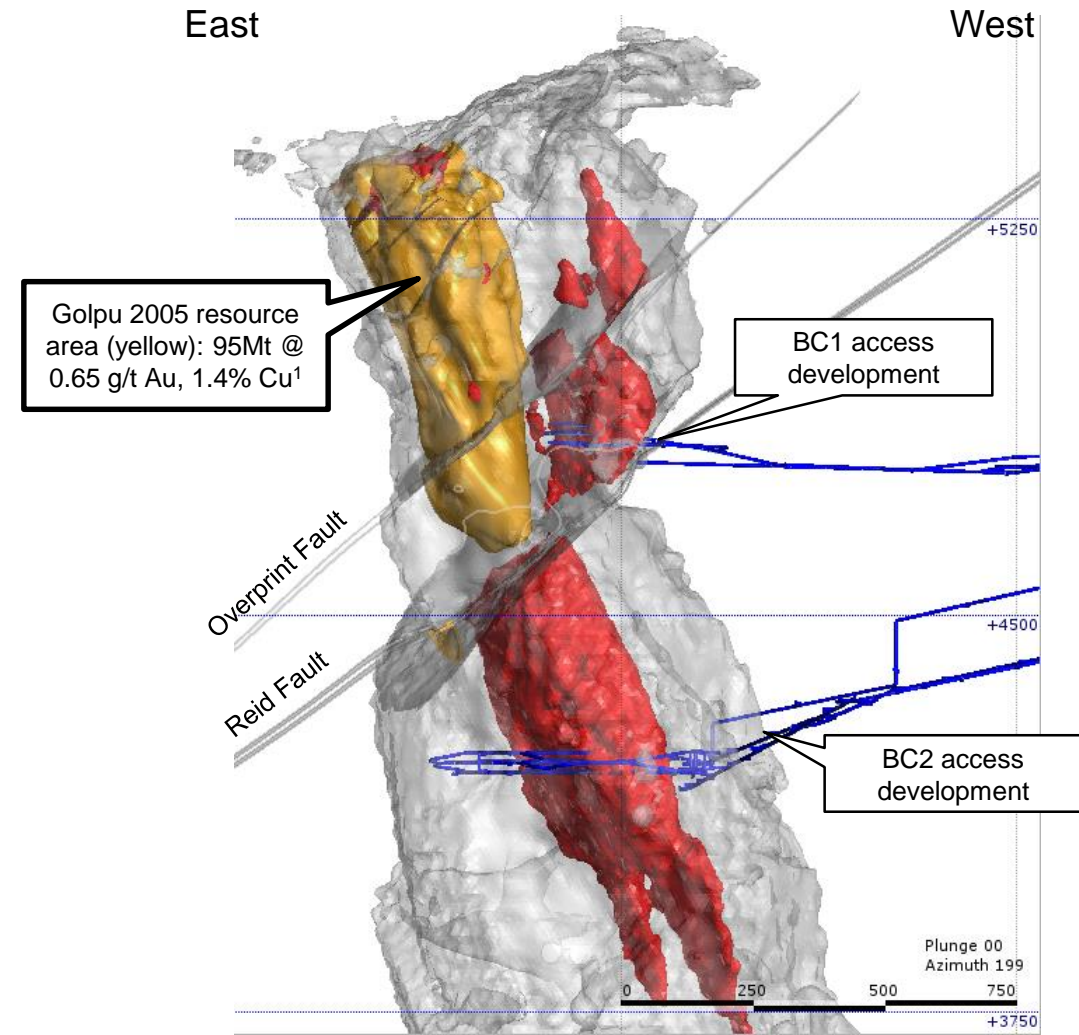 East
West
+5250
Golpu 2005 resource
area (yellow): 95Mt @
0.65 g/t Au, 1.4% Cu¹
BC1 access
development
Overprint Fault
+4500
Reid Fault
BC2 access
development
Plunge 00
Azimuth 199
0 250 500 750
+3750